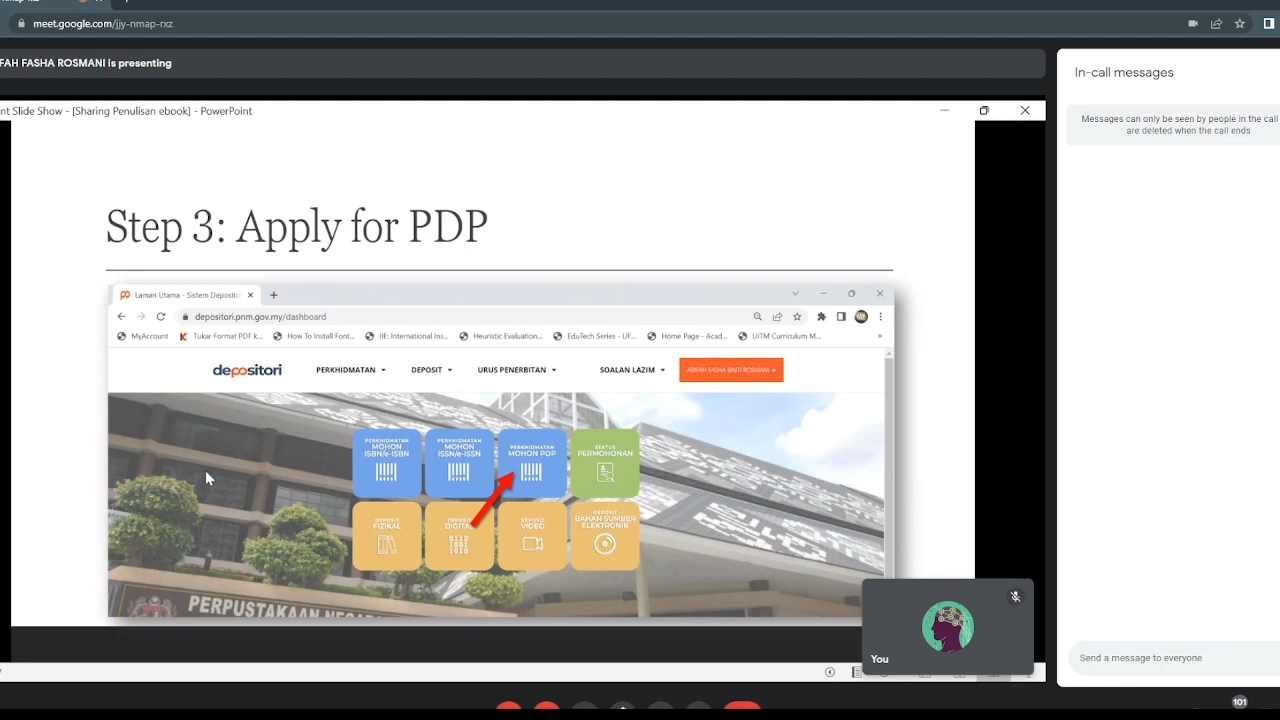 meet.google.com/jjy-nmap-rxz
FAH FASHA ROSMANI is presenting
In-call messages
Messages can only be seen by people in the call
are deleted when the call ends
nt Slide Show - [Sharing Penulisan ebook] - PowerPoint
Step 3: Apply for PDP
Laman Utama - Sistem Deposito
depositori.pnm.gov.my/dashboard
MyAccount
Tukar Format PDF k...
How To Install Font...
IIE: International Ins...
Heuristic Evaluation...
EduTech Series - UF...
Home Page - Acad...
UiTM Curriculum M...
»
depositori
PERKHIDMATAN
DEPOSIT
URUS PENERBITAN
SOALAN LAZIM
ARIFAH FASHA BINTI ROSMANI
PERKHIDMATAN
MOHON
ISBN/e-ISBN
PERKHIDMATAN
MOHON
ISSN/e-ISSN
PERKHIDMATAN
MOHON PDP
STATUS
PERMOHONAN
DEPOSIT
FIZIKAL
DEPOSIT
DIGITAL
0110
1001
1010
DEPOSIT
VIDEO
DEPOSIT
BAHAN SUMBER
ELEKTRONIK
PERPUSTAKAAN NEGAR
You
Send a message to everyone
101